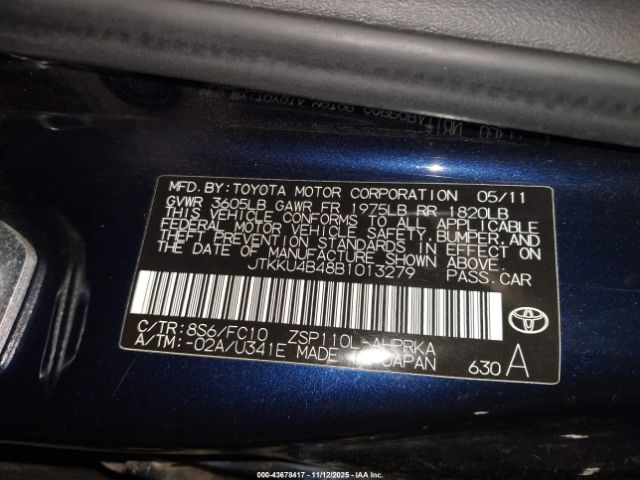 MFD.BY:TOYOTA MOTOR CORPORATION 05/11
GVWR 3605LB GAWR FR 1975LB RR 1820LB
THIS VEHICLE CONFORMS TO ALL APPLICABLE
FEDERAL MOTOR VEHICLE SAFETY, BUMPER, AND
THEFT PREVENTION STANDARDS IN EFFECT ON
THE DATE OF MANUFACTURE SHOWN ABOVE.
JTKKU4B48B1013279 PASS.CAR
C/TR:8S6/FC10 ZSP110L-AHPRKA
A/TM:-02A/U341E MADE IN JAPAN 630 A
000-43678417 | 11/12/2025 - IAA Inc.